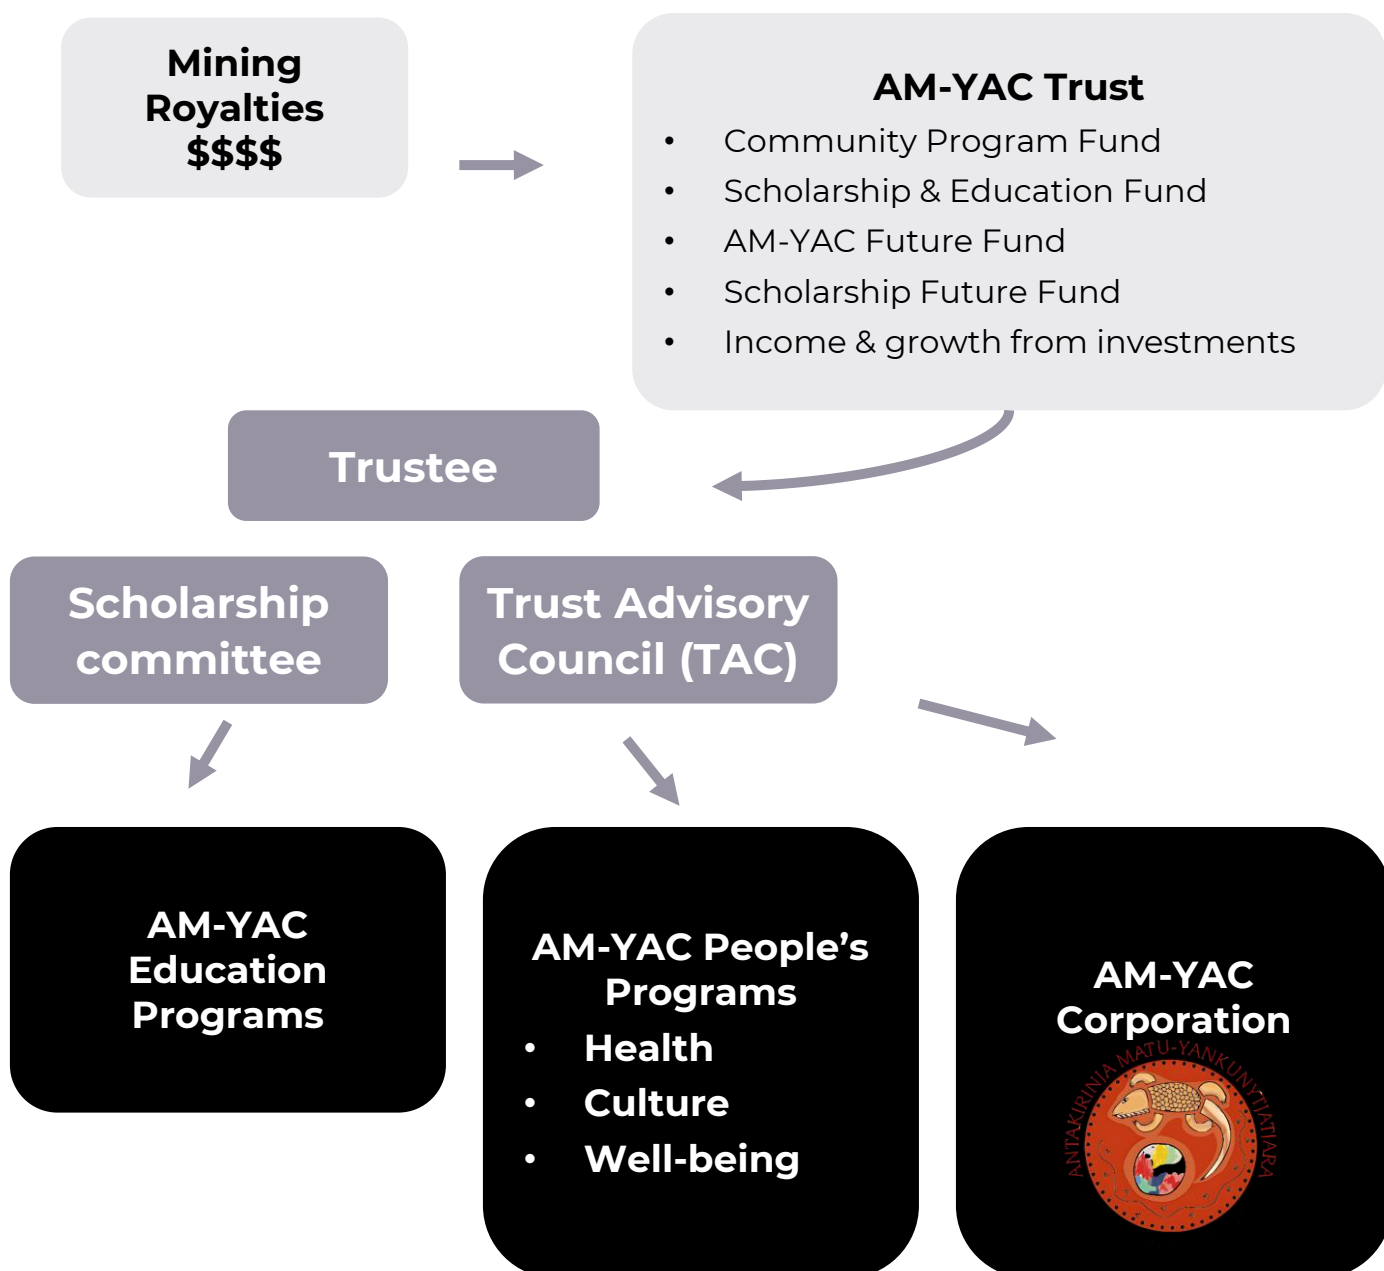 Mining
Royalties
$$$$
AM-YAC Trust
• Community Program Fund
• Scholarship & Education Fund
• AM-YAC Future Fund
• Scholarship Future Fund
• Income & growth from investments
Trustee
Scholarship
committee
Trust Advisory
Council (TAC)
AM-YAC
Education
Programs
AM-YAC People’s
Programs
• Health
• Culture
• Well-being
AM-YAC
Corporation
ANTAKIRINIA MATU-YANKUNYTIATIARA